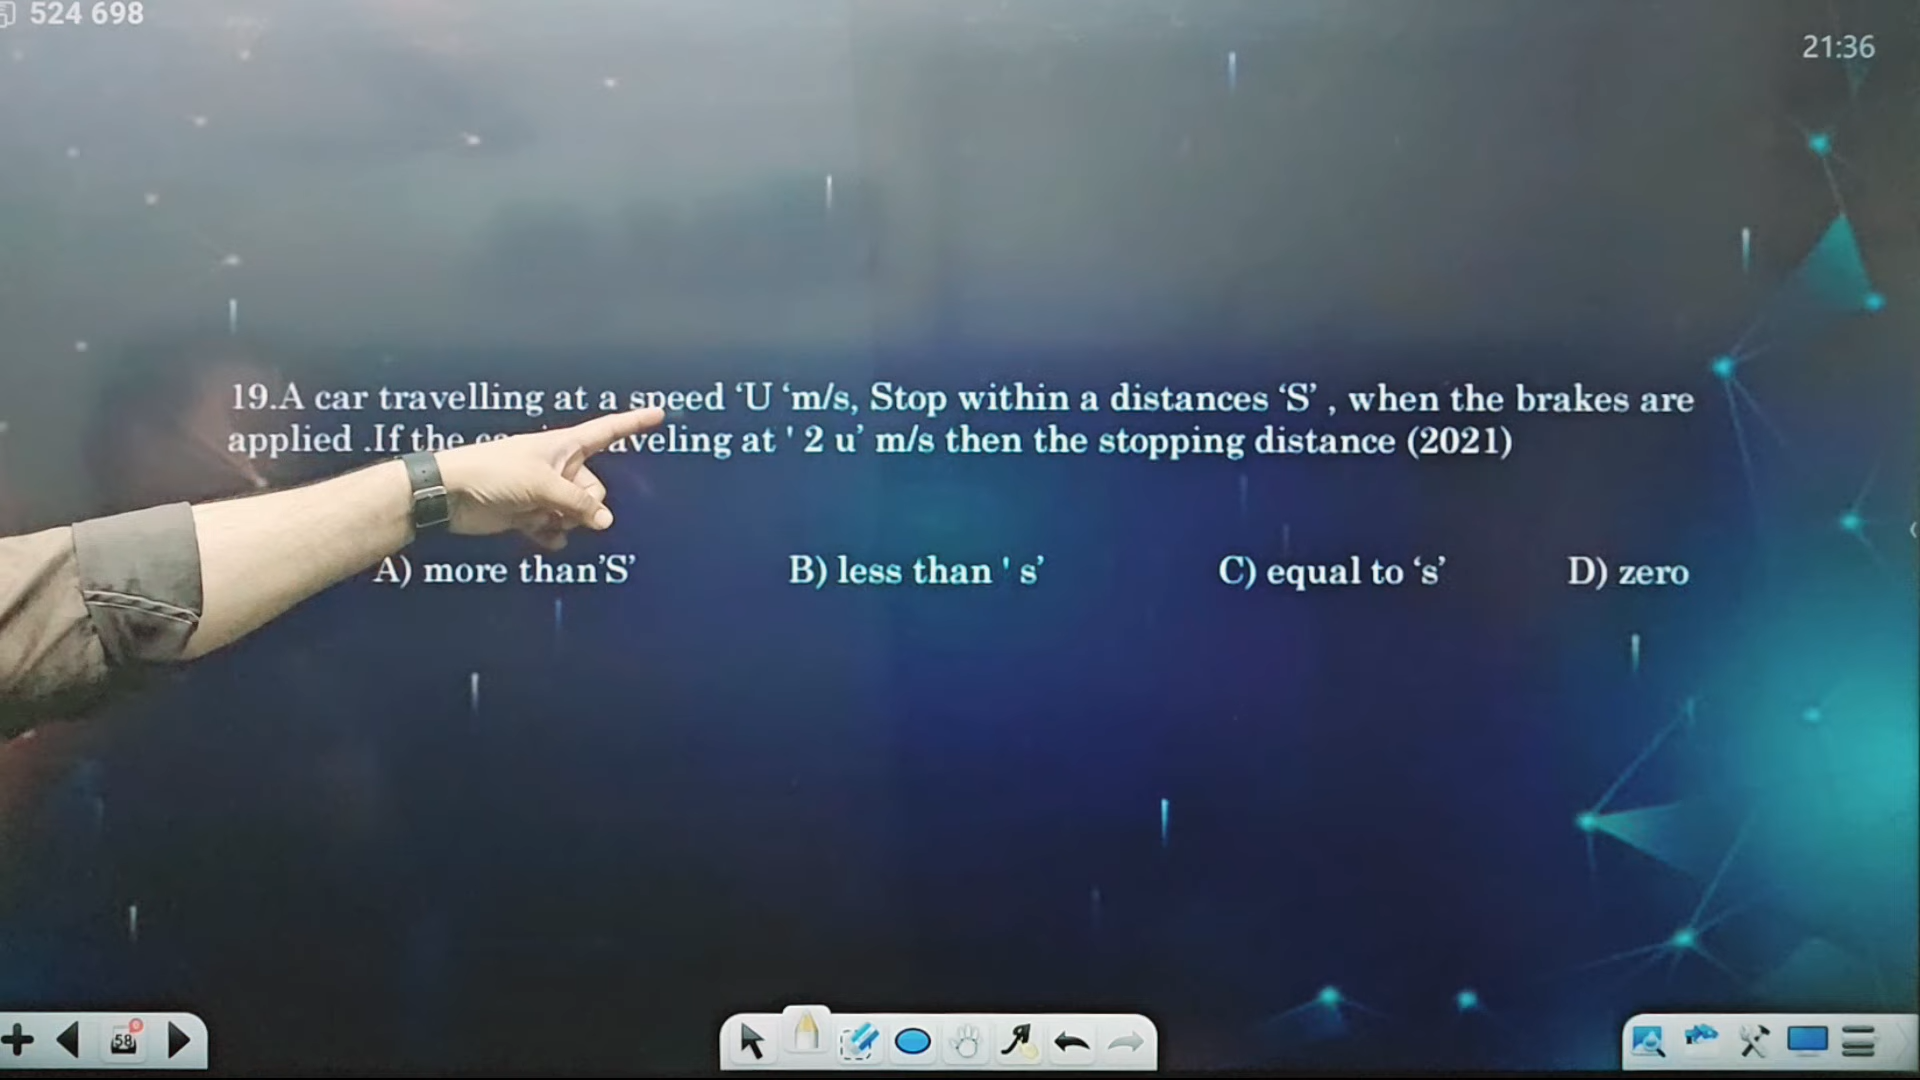 524 698
21:36
19.A car travelling at a speed ‘U ‘m/s, Stop within a distances ‘S’ , when the brakes are
applied .If the aveling at ' 2 u’ m/s then the stopping distance (2021)
A) more than’S’ B) less than ' s’ C) equal to ‘s’ D) zero
58